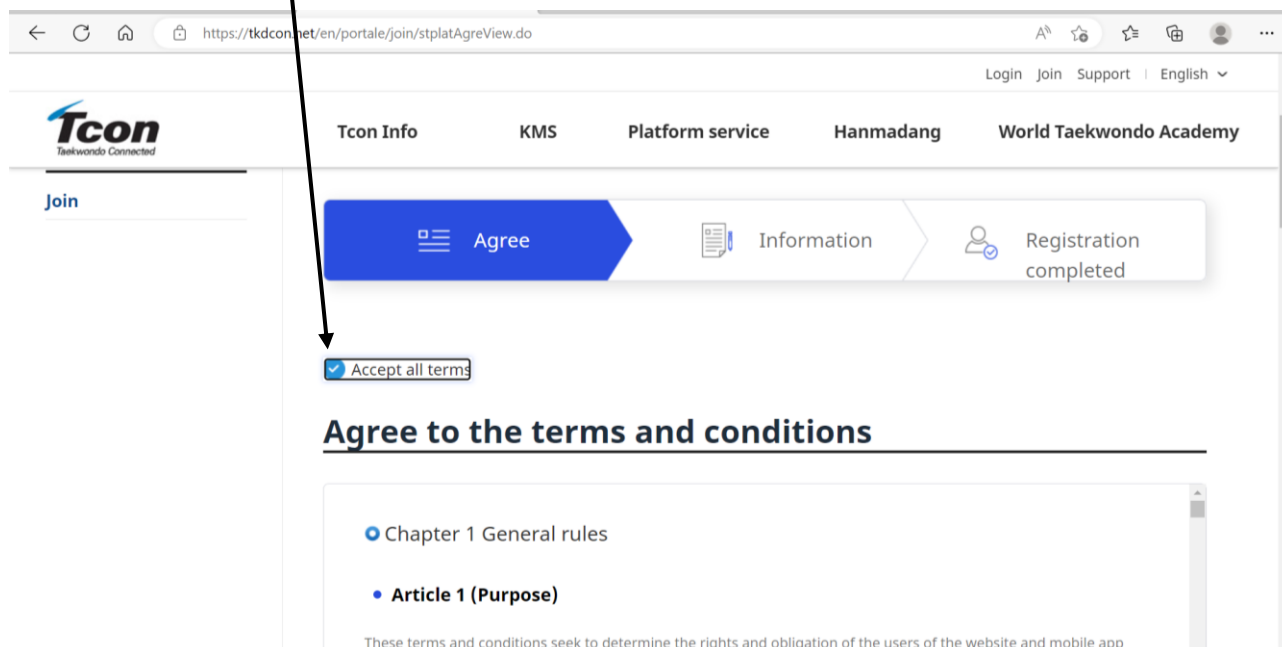 https://tkdcon.net/en/portale/join/stplatAgreView.do
Login Join Support English
Tcon
Taekwondo Connected
Tcon Info KMS Platform service Hanmadang World Taekwondo Academy
Join
Agree
Information
Registration
completed
Accept all terms
Agree to the terms and conditions
Chapter 1 General rules
Article 1 (Purpose)
These terms and conditions seek to determine the rights and obligation of the users of the website and mobile app